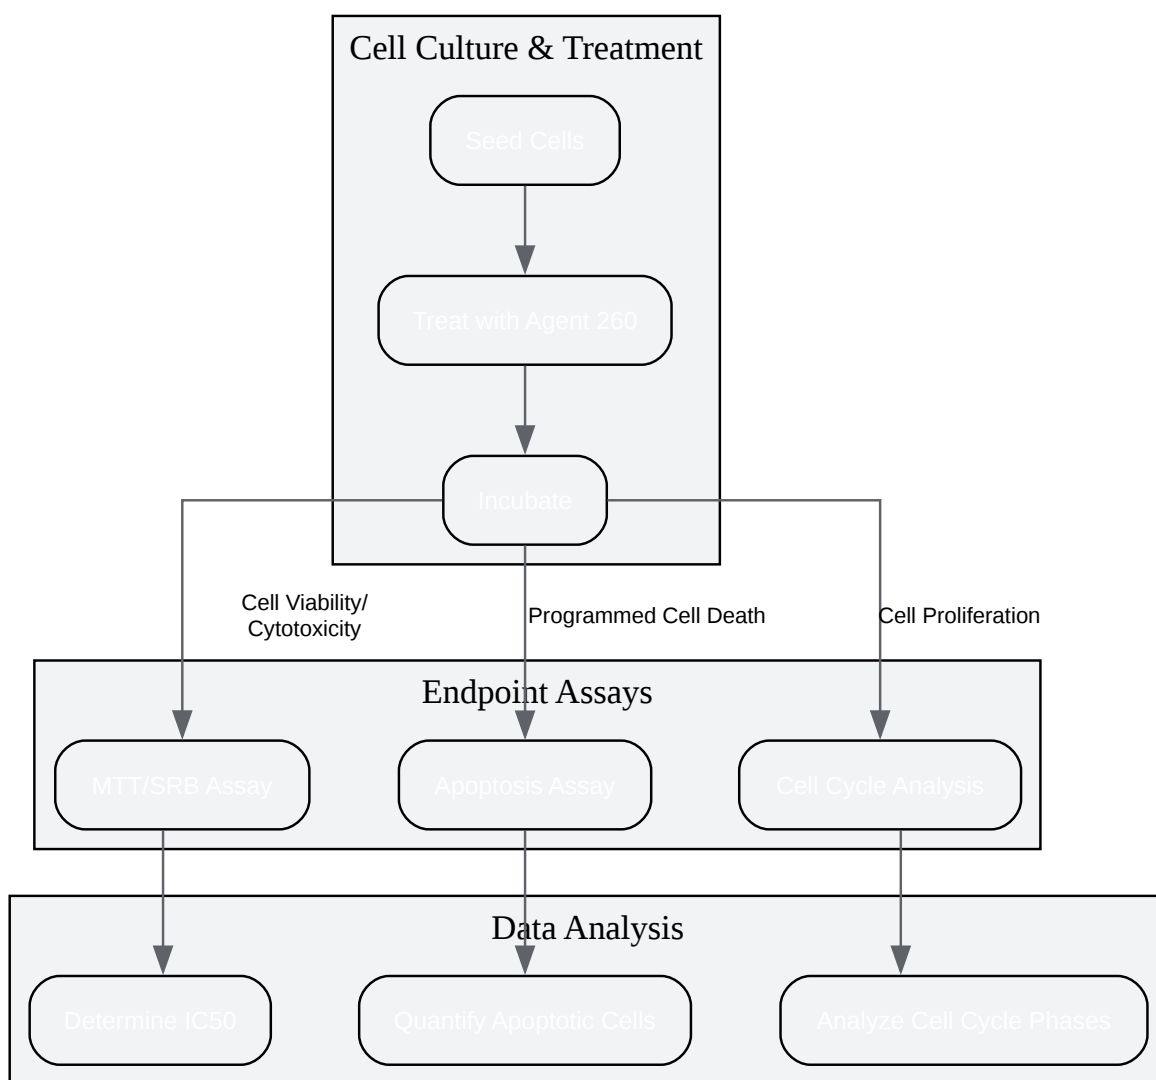 Cell Culture & Treatment
Seed Cells
Treat with Agent 260
Incubate
Cell Viability/
Cytotoxicity
Programmed Cell Death
Cell Proliferation
Endpoint Assays
MTT/SRB Assay
Apoptosis Assay
Cell Cycle Analysis
Data Analysis
Determine IC50
Quantify Apoptotic Cells
Analyze Cell Cycle Phases